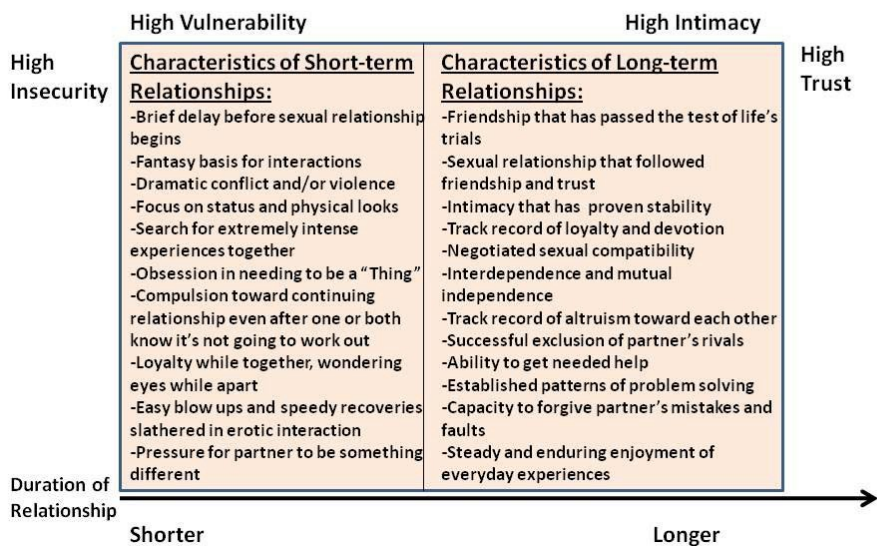 High Vulnerability
High Intimacy
High
Insecurity
Characteristics of Short-term
Relationships:
-Brief delay before sexual relationship
begins
-Fantasy basis for interactions
-Dramatic conflict and/or violence
-Focus on status and physical looks
-Search for extremely intense
experiences together
-Obsession in needing to be a “Thing”
-Compulsion toward continuing
relationship even after one or both
know it’s not going to work out
-Loyalty while together, wondering
eyes while apart
-Easy blow ups and speedy recoveries
slathered in erotic interaction
-Pressure for partner to be something
different
Characteristics of Long-term
Relationships:
-Friendship that has passed the test of life’s
trials
-Sexual relationship that followed
friendship and trust
-Intimacy that has proven stability
-Track record of loyalty and devotion
-Negotiated sexual compatibility
-Interdependence and mutual
independence
-Track record of altruism toward each other
-Successful exclusion of partner’s rivals
-Ability to get needed help
-Established patterns of problem solving
-Capacity to forgive partner’s mistakes and
faults
-Steady and enduring enjoyment of
everyday experiences
High
Trust
Duration of
Relationship
Shorter
Longer